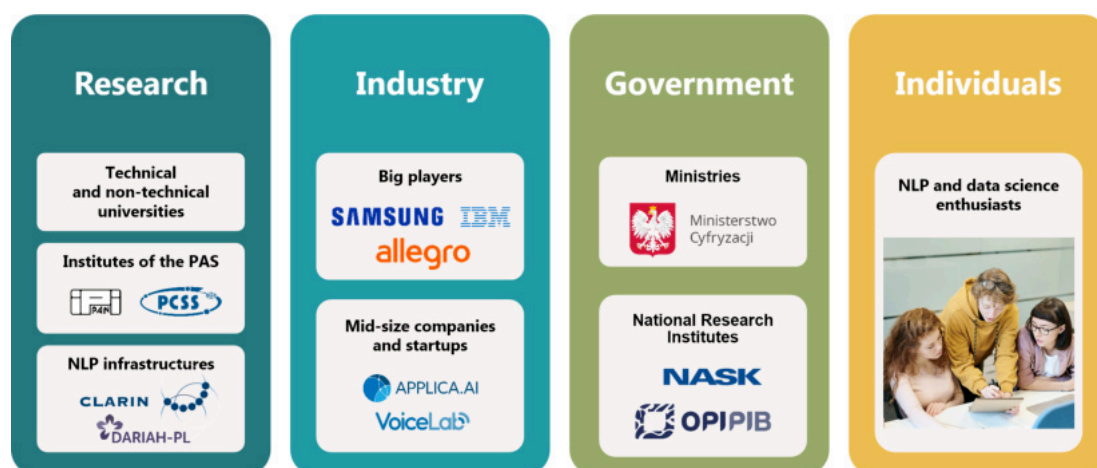 Research
Technical
and non-technical
universities
Institutes of the PAS
PAN
PCSS
NLP infrastructures
CLARIN
DARIAH-PL
Industry
Big players
SAMSUNG IBM
allegro
Mid-size companies
and startups
APPLICA.AI
VoiceLab
Government
Ministries
Ministerstwo
Cyfryzacji
National Research
Institutes
NASK
OPI PIB
Individuals
NLP and data science
enthusiasts